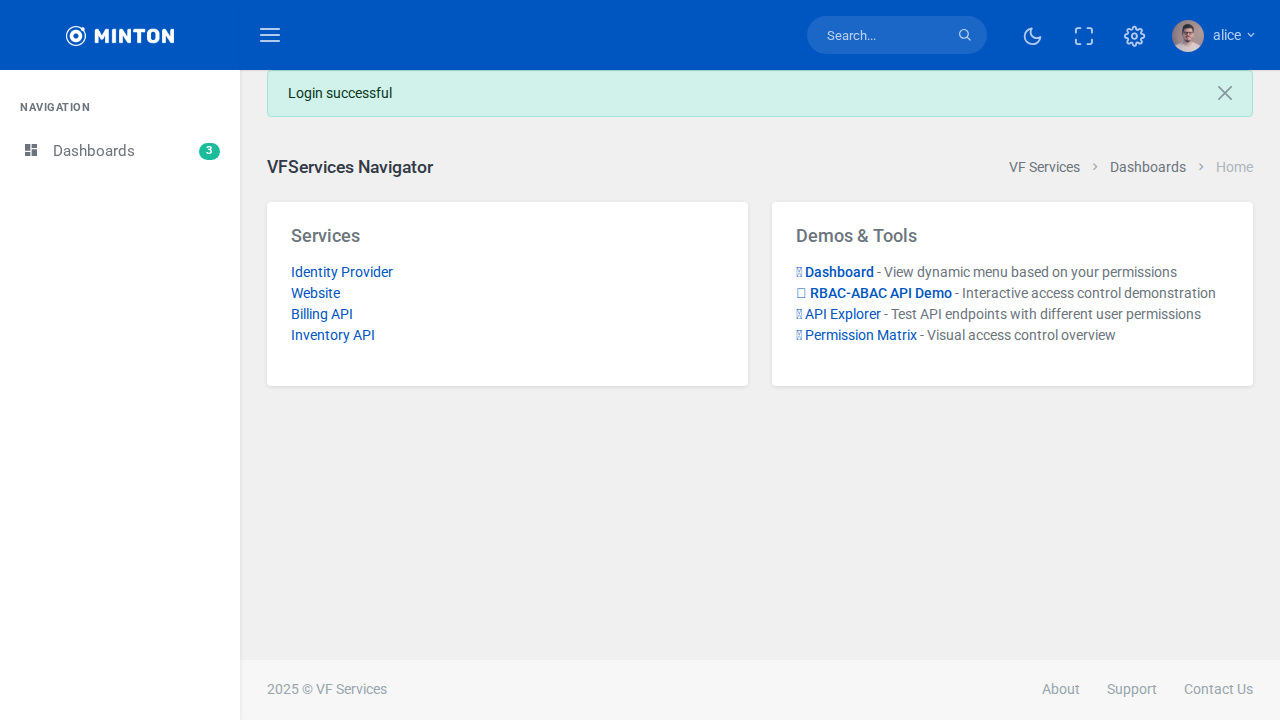 MINTON
Search...
alice
NAVIGATION
Dashboards
3
Login successful
VFServices Navigator
VF Services
Dashboards
Home
Services
Identity Provider
Website
Billing API
Inventory API
Demos & Tools
Dashboard - View dynamic menu based on your permissions
RBAC-ABAC API Demo - Interactive access control demonstration
API Explorer - Test API endpoints with different user permissions
Permission Matrix - Visual access control overview
2025 © VF Services
About
Support
Contact Us